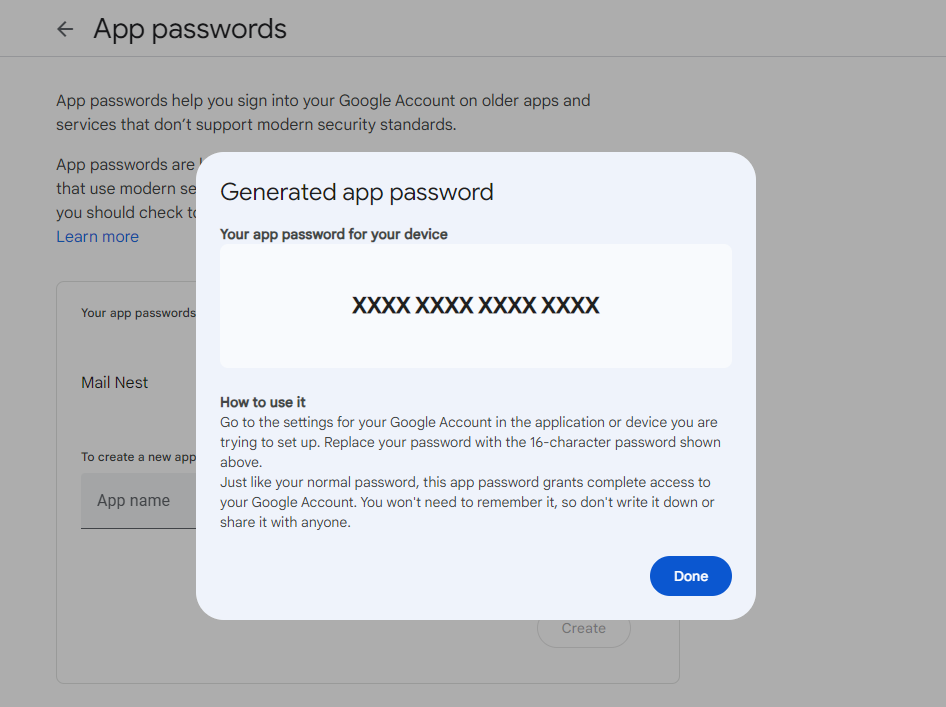 App passwords
App passwords help you sign into your Google Account on older apps and
services that don’t support modern security standards.
App passwords are
that use modern se
you should check to
Learn more
Your app passwords
Mail Nest
To create a new app
App name
Create
Generated app password
Your app password for your device
XXXX XXXX XXXX XXXX
How to use it
Go to the settings for your Google Account in the application or device you are
trying to set up. Replace your password with the 16-character password shown
above.
Just like your normal password, this app password grants complete access to
your Google Account. You won't need to remember it, so don't write it down or
share it with anyone.
Done